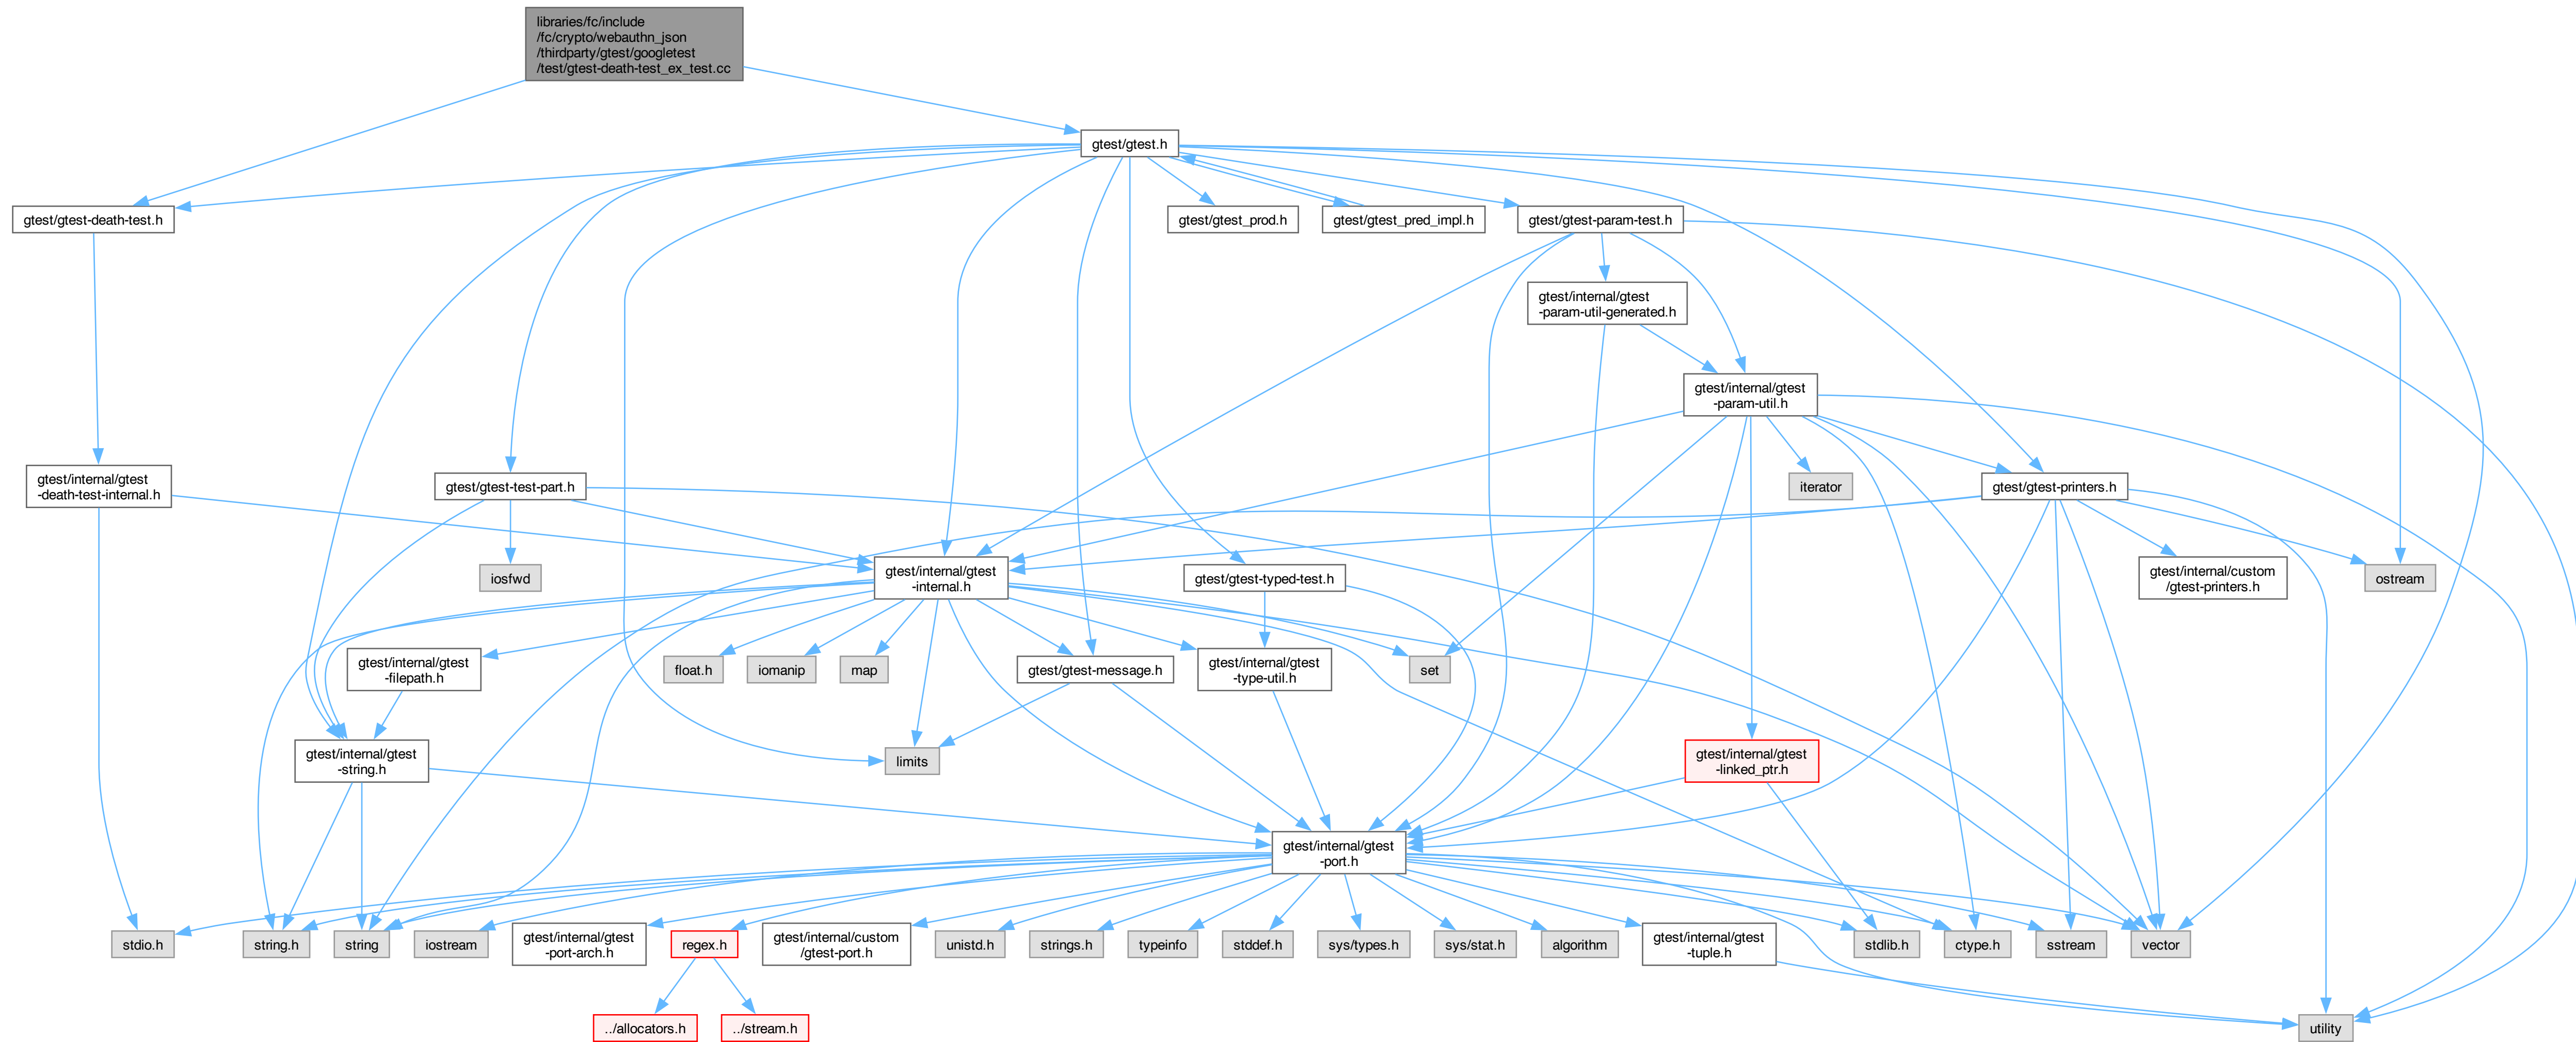 libraries/fc/include
/fc/crypto/webauthn_json
/thirdparty/gtest/googletest
/test/gtest-death-test_ex_test.cc
gtest/gtest.h
gtest/gtest-death-test.h
gtest/gtest_prod.h
gtest/gtest_pred_impl.h
gtest/gtest-param-test.h
gtest/internal/gtest
-param-util-generated.h
gtest/internal/gtest
-param-util.h
gtest/internal/gtest
-death-test-internal.h
gtest/gtest-test-part.h
iterator
gtest/gtest-printers.h
iosfwd
gtest/internal/gtest
-internal.h
gtest/gtest-typed-test.h
gtest/internal/custom
/gtest-printers.h
ostream
gtest/internal/gtest
-filepath.h
float.h
iomanip
map
gtest/gtest-message.h
gtest/internal/gtest
-type-util.h
set
gtest/internal/gtest
-string.h
limits
gtest/internal/gtest
-linked_ptr.h
gtest/internal/gtest
-port.h
stdio.h
string.h
string
iostream
gtest/internal/gtest
-port-arch.h
regex.h
gtest/internal/custom
/gtest-port.h
unistd.h
strings.h
typeinfo
stddef.h
sys/types.h
sys/stat.h
algorithm
gtest/internal/gtest
-tuple.h
stdlib.h
ctype.h
sstream
vector
../allocators.h
../stream.h
utility